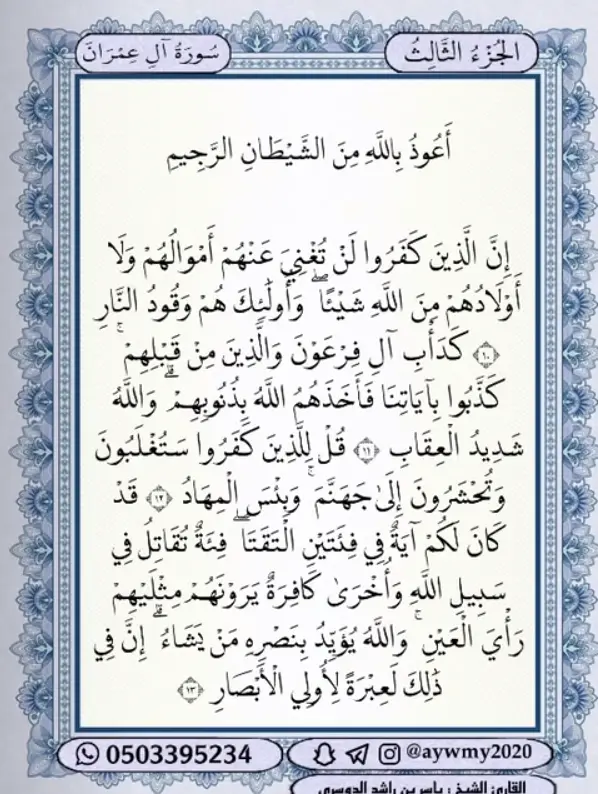 الجُزْءُ الثَّالِثُ
سُورَةُ آلِ عِمْرَانَ
أَعُوذُ بِاللَّهِ مِنَ الشَّيْطَانِ الرَّجِيمِ
إِنَّ الَّذِينَ كَفَرُوا لَنْ تُغْنِيَ عَنْهُمْ أَمْوَالُهُمْ وَلَا
أَوْلَادُهُمْ مِنَ اللَّهِ شَيْئًا ۖ وَأُولَٰئِكَ هُمْ وَقُودُ النَّارِ
﴿١٠﴾ كَدَأْبِ آلِ فِرْعَوْنَ وَالَّذِينَ مِنْ قَبْلِهِمْ ۚ
كَذَّبُوا بِآيَاتِنَا فَأَخَذَهُمُ اللَّهُ بِذُنُوبِهِمْ ۗ وَاللَّهُ
شَدِيدُ الْعِقَابِ ﴿١١﴾ قُلْ لِلَّذِينَ كَفَرُوا سَتُغْلَبُونَ
وَتُحْشَرُونَ إِلَىٰ جَهَنَّمَ ۚ وَبِئْسَ الْمِهَادُ ﴿١٢﴾ قَدْ
كَانَ لَكُمْ آيَةٌ فِي فِئَتَيْنِ الْتَقَتَا ۖ فِئَةٌ تُقَاتِلُ فِي
سَبِيلِ اللَّهِ وَأُخْرَىٰ كَافِرَةٌ يَرَوْنَهُمْ مِثْلَيْهِمْ
رَأْيَ الْعَيْنِ ۚ وَاللَّهُ يُؤَيِّدُ بِنَصْرِهِ مَنْ يَشَاءُ ۗ إِنَّ فِي
ذَٰلِكَ لَعِبْرَةً لِأُولِي الْأَبْصَارِ ﴿١٣﴾
0503395234
@aywmy2020
القارئ الشيخ : ياسر بن راشد الدوسري